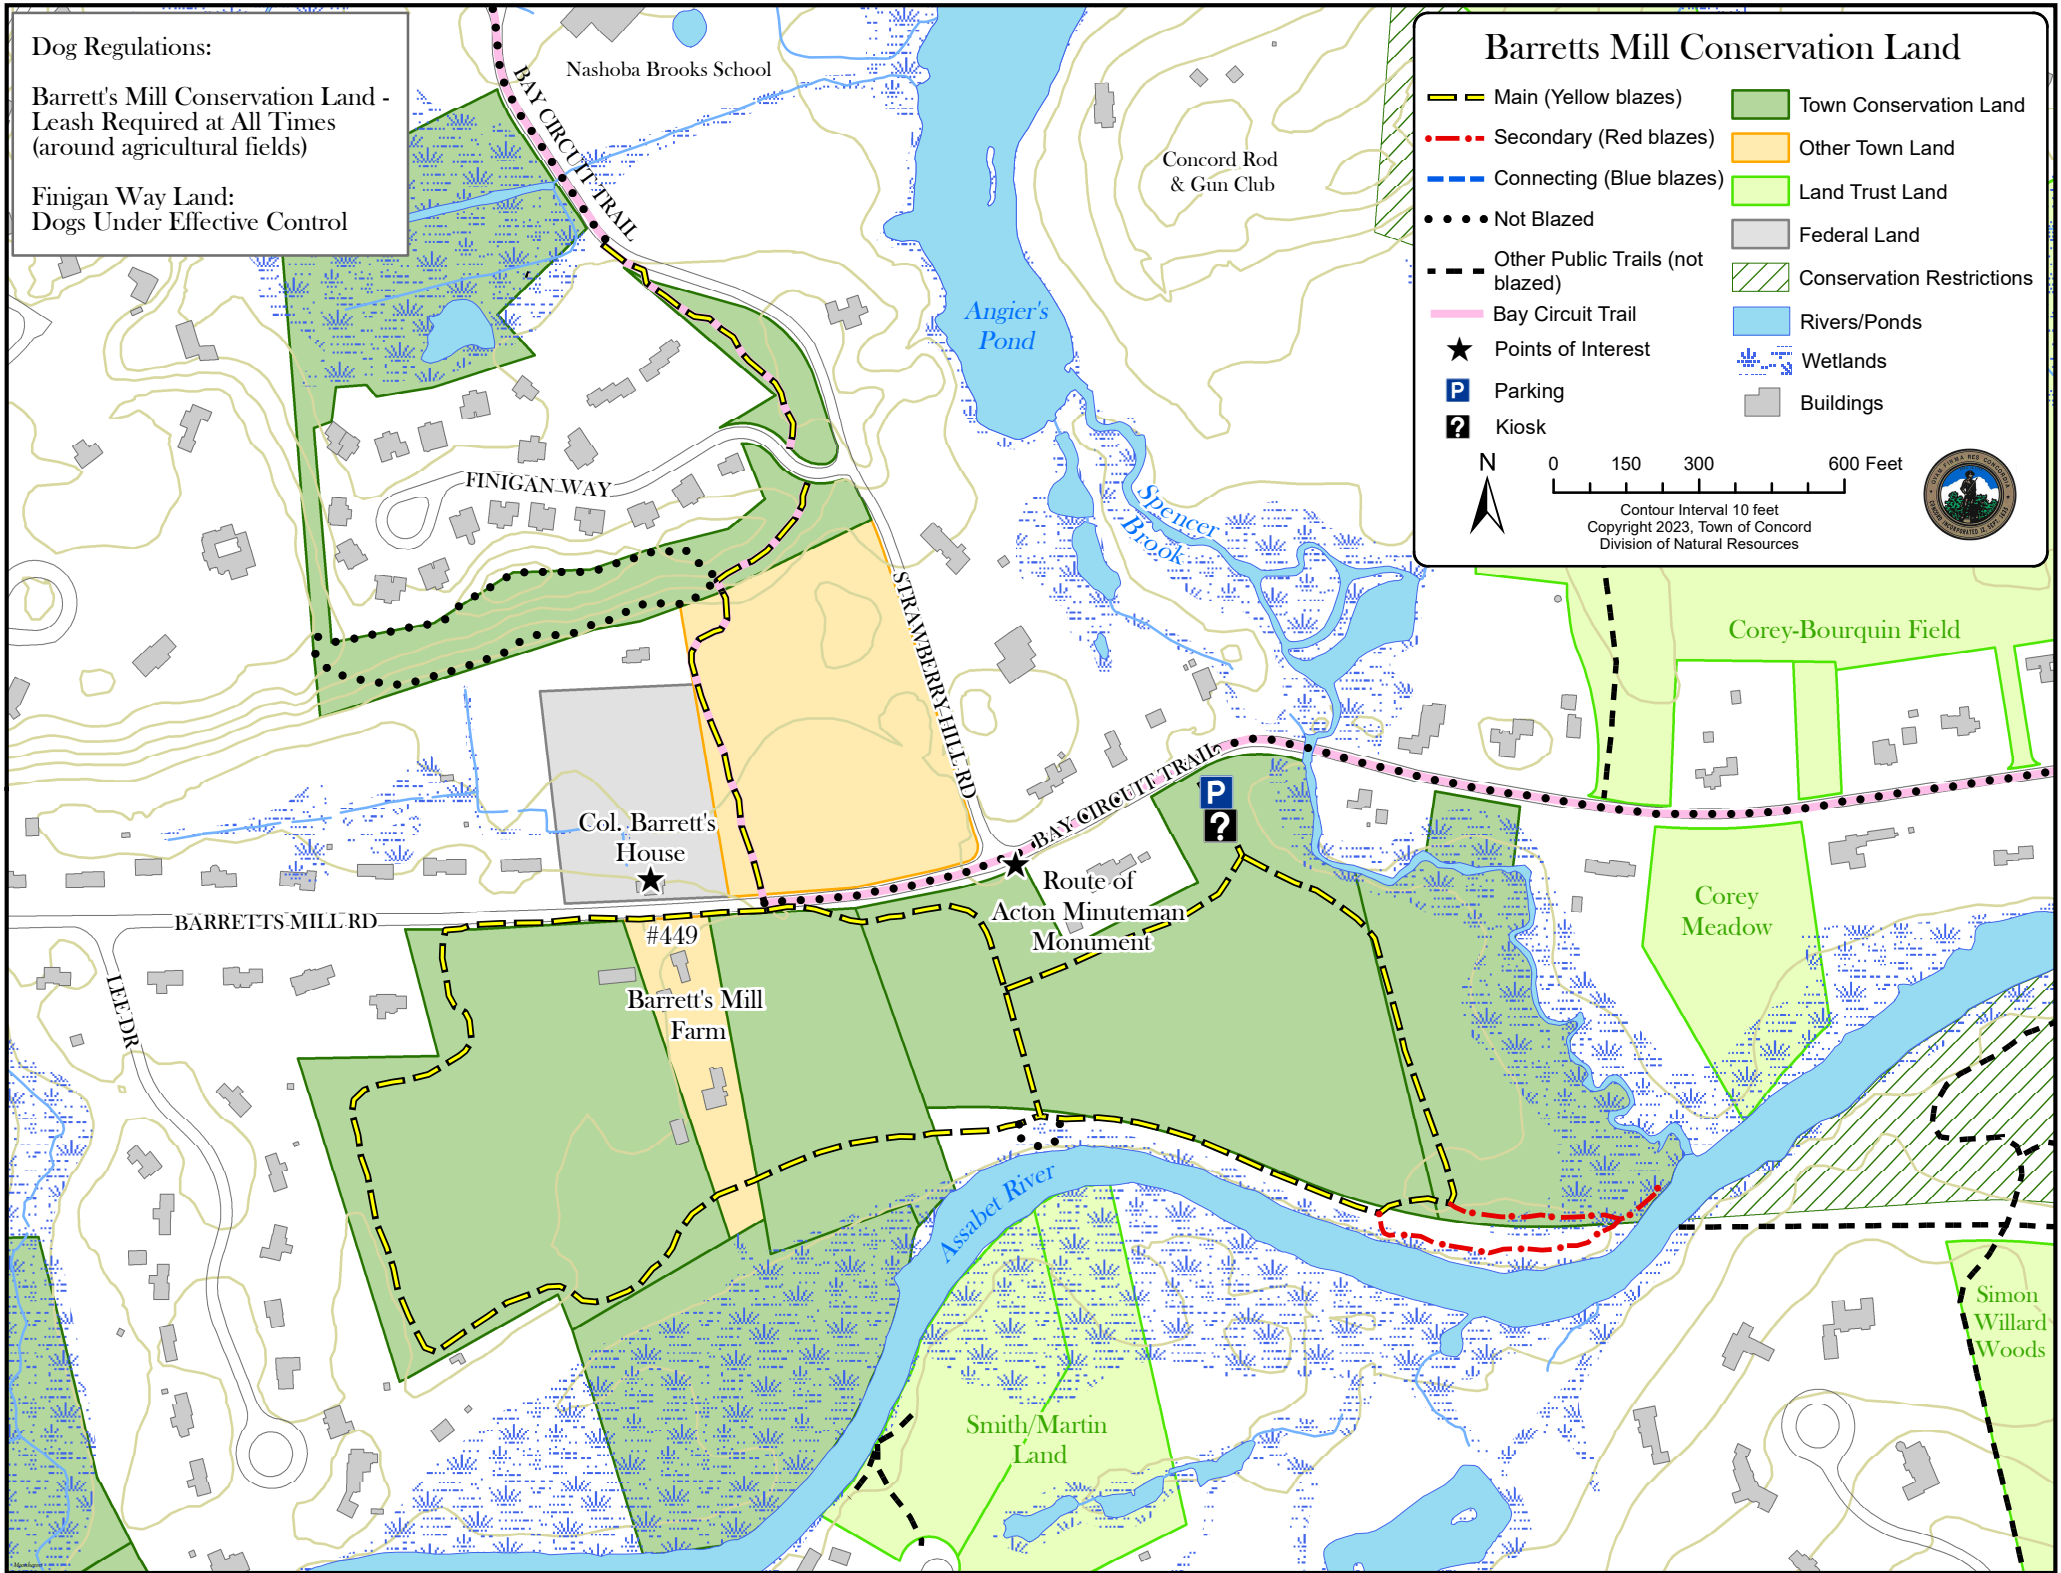 Dog Regulations:
Barrett's Mill Conservation Land -
Leash Required at All Times
(around agricultural fields)
Finigan Way Land:
Dogs Under Effective Control
BAY CIRCUIT TRAIL
Nashoba Brooks School
Concord Rod
& Gun Club
Angier's
Pond
Barretts Mill Conservation Land
Main (Yellow blazes)
Secondary (Red blazes)
Connecting (Blue blazes)
Not Blazed
Other Public Trails (not
blazed)
Bay Circuit Trail
Points of Interest
P
Parking
?
Kiosk
Town Conservation Land
Other Town Land
Land Trust Land
Federal Land
Conservation Restrictions
Rivers/Ponds
Wetlands
Buildings
N
0 150 300 600 Feet
Contour Interval 10 feet
Copyright 2023, Town of Concord
Division of Natural Resources
FINIGAN WAY
Spencer
Brook
STRAWBERRY HILL RD
Corey-Bourquin Field
BAY CIRCUIT TRAIL
P
?
Col. Barrett's
House
Route of
Acton Minuteman
Monument
Corey
Meadow
BARRETTS MILL RD
#449
LEE DR
Barrett's Mill
Farm
Assabet River
Simon
Willard
Woods
Smith/Martin
Land